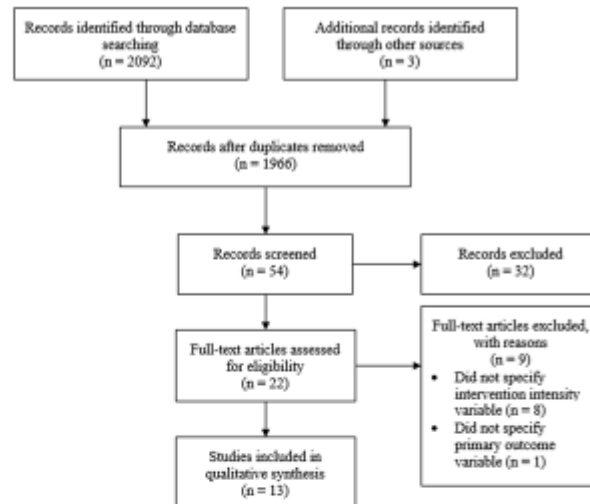 Records identified through database
searching
(n = 2092)
Additional records identified
through other sources
(n = 3)
Records after duplicates removed
(n = 1966)
Records screened
(n = 54)
Records excluded
(n = 32)
Full-text articles assessed
for eligibility
(n = 22)
Full-text articles excluded,
with reasons
(n = 9)
• Did not specify
intervention intensity
variable (n = 8)
• Did not specify
primary outcome
variable (n = 1)
Studies included in
qualitative synthesis
(n = 13)